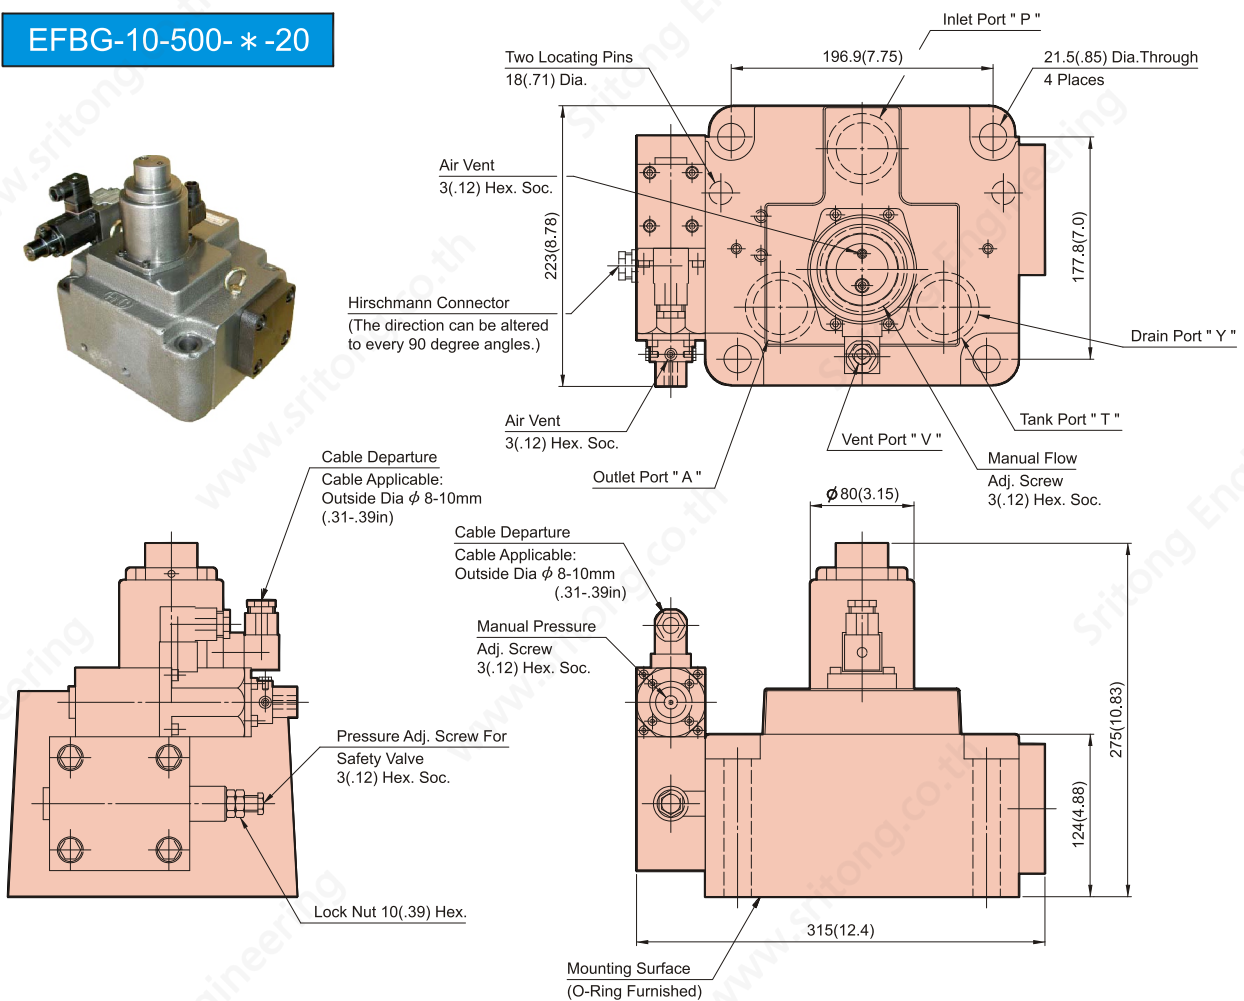 EFBG-10-500-＊-20
Inlet Port " P "
Two Locating Pins
18(.71) Dia.
196.9(7.75)
21.5(.85) Dia.Through
4 Places
Air Vent
3(.12) Hex. Soc.
223(8.78)
177.8(7.0)
Hirschmann Connector
(The direction can be altered
to every 90 degree angles.)
Drain Port " Y "
Air Vent
3(.12) Hex. Soc.
Tank Port " T "
Vent Port " V "
Outlet Port " A "
Manual Flow
Adj. Screw
3(.12) Hex. Soc.
Cable Departure
Cable Applicable:
Outside Dia ϕ 8-10mm
(.31-.39in)
ϕ80(3.15)
Cable Departure
Cable Applicable:
Outside Dia ϕ 8-10mm
(.31-.39in)
Manual Pressure
Adj. Screw
3(.12) Hex. Soc.
Pressure Adj. Screw For
Safety Valve
3(.12) Hex. Soc.
275(10.83)
124(4.88)
Lock Nut 10(.39) Hex.
315(12.4)
Mounting Surface
(O-Ring Furnished)
www.sritong.co.th
Sritong Engineering